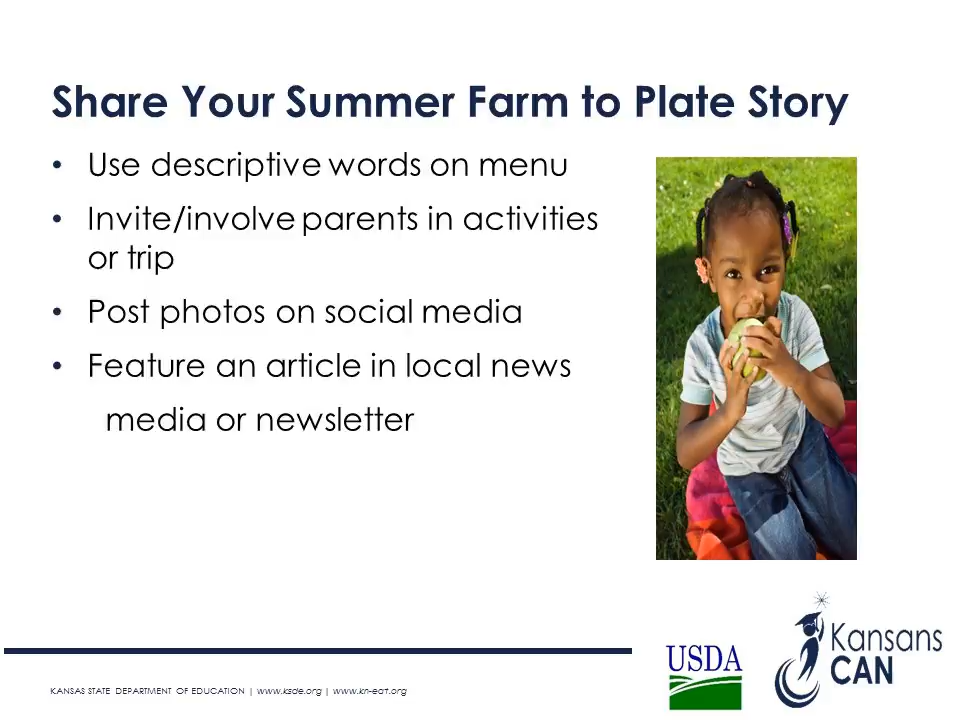 Share Your Summer Farm to Plate Story
• Use descriptive words on menu
• Invite/involve parents in activities
or trip
• Post photos on social media
• Feature an article in local news
media or newsletter
USDA
Kansans
CAN
KANSAS STATE DEPARTMENT OF EDUCATION | www.ksde.org | www.kn-eat.org